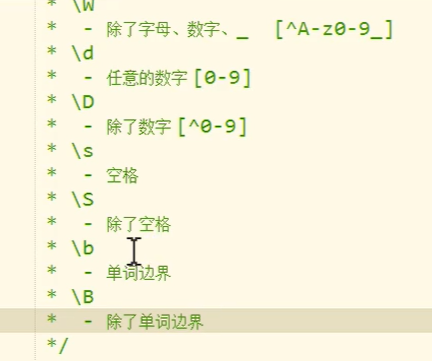 * \W
* - 除了字母、数字、_ [^A-z0-9_]
* \d
* - 任意的数字 [0-9]
* \D
* - 除了数字 [^0-9]
* \s
* - 空格
* \S
* - 除了空格
* \b
* - 单词边界
* \B
* - 除了单词边界
*/